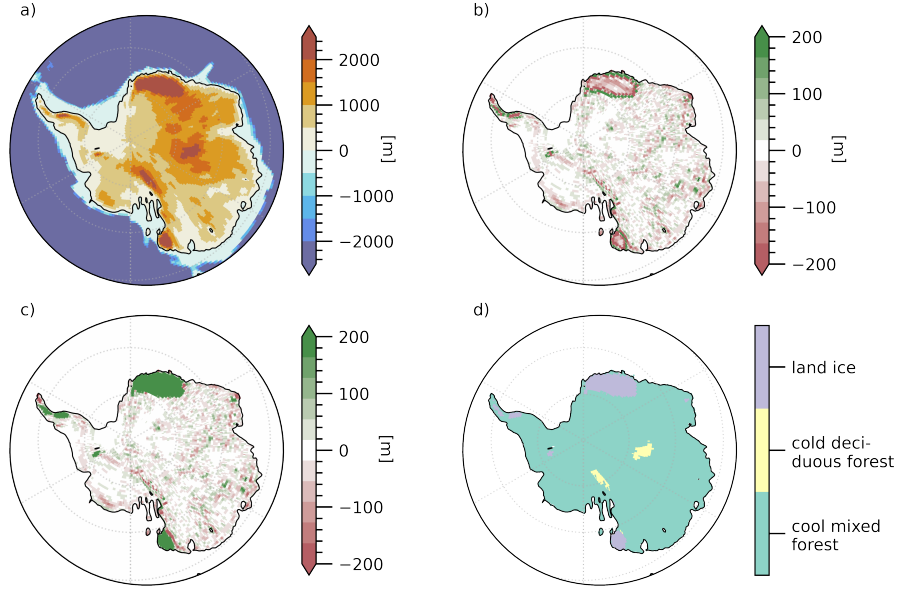 a)
2000
1000
0
−1000
−2000
[m]
b)
200
100
0
−100
−200
[m]
c)
200
100
0
−100
−200
[m]
d)
land ice
cold deci-
duous forest
cool mixed
forest